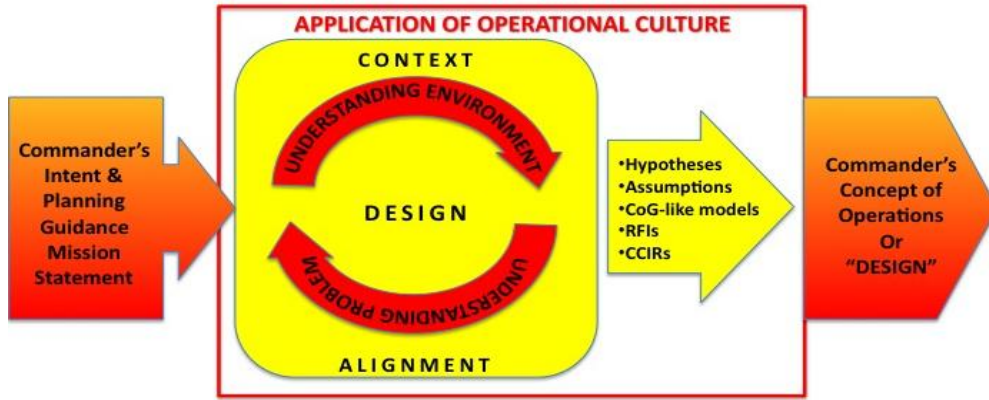 APPLICATION OF OPERATIONAL CULTURE
Commander's
Intent &
Planning
Guidance
Mission
Statement
CONTEXT
UNDERSTANDING ENVIRONMENT
DESIGN
UNDERSTANDING PROBLEM
ALIGNMENT
•Hypotheses
•Assumptions
•CoG-like models
•RFIs
•CCIRs
Commander's
Concept of
Operations
Or
“DESIGN”